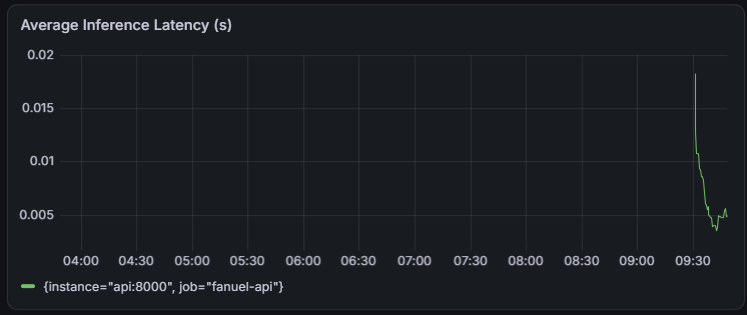 Average Inference Latency (s)
0.02
0.015
0.01
0.005
04:00 04:30 05:00 05:30 06:00 06:30 07:00 07:30 08:00 08:30 09:00 09:30
{instance="api:8000", job="fanuel-api"}